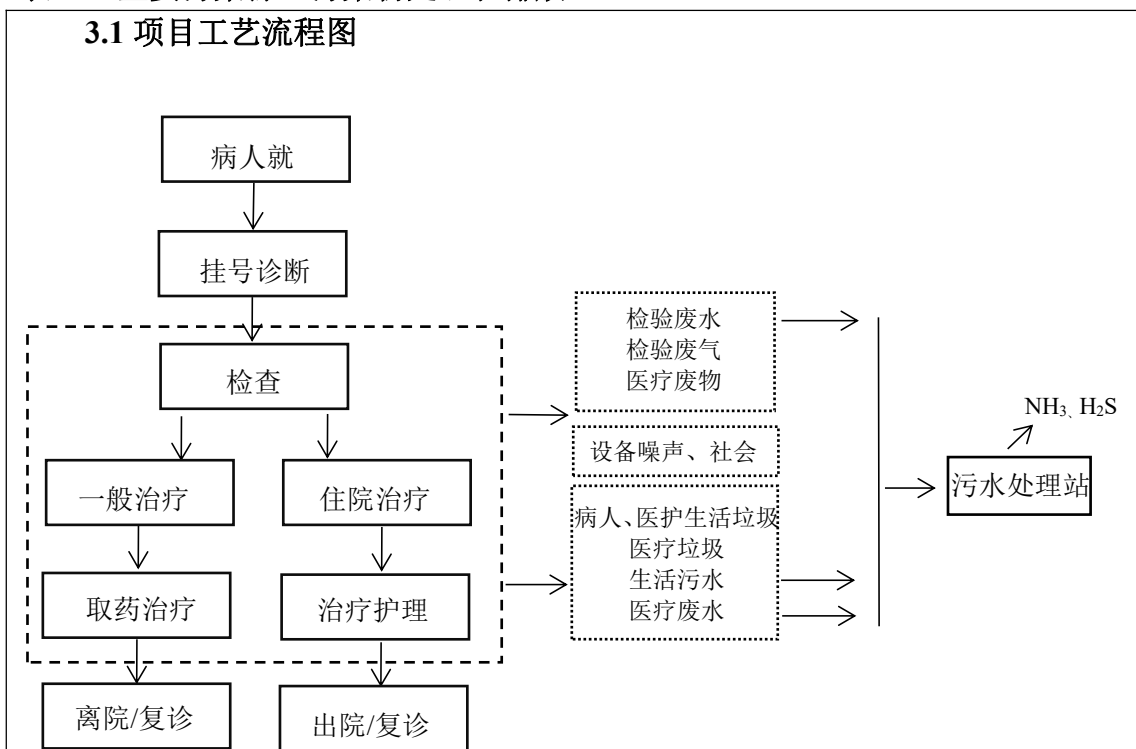 3.1 项目工艺流程图
病人就
挂号诊断
检查
一般治疗
住院治疗
取药治疗
治疗护理
离院/复诊
出院/复诊
检验废水
检验废气
医疗废物
设备噪声、社会
病人、医护生活垃圾
医疗垃圾
生活污水
医疗废水
NH₃、H₂S
污水处理站